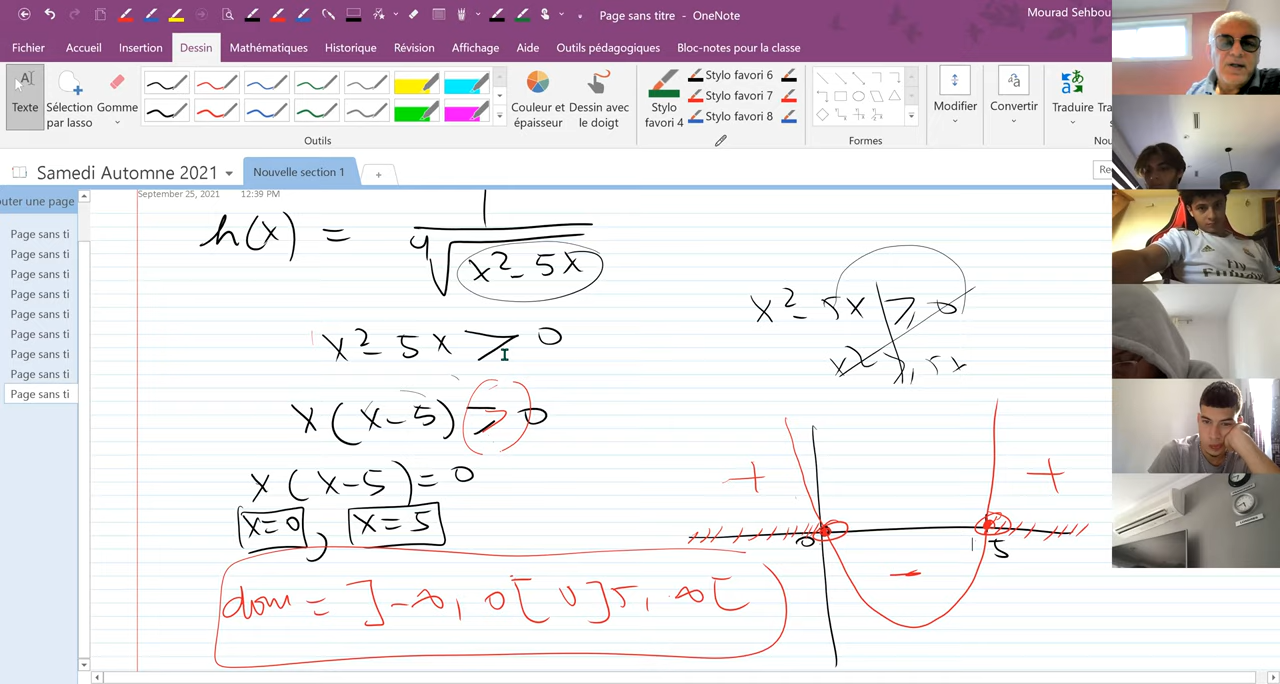 Page sans titre - OneNote
Mourad Sehbou
Fichier Accueil Insertion Dessin Mathématiques Historique Révision Affichage Aide Outils pédagogiques Bloc-notes pour la classe
Texte
Sélection par lasso
Gomme
Couleur et épaisseur
Dessin avec le doigt
Stylo favori 4
Stylo favori 6
Stylo favori 7
Stylo favori 8
Modifier
Convertir
Traduire
Outils
Formes
Samedi Automne 2021
Nouvelle section 1
outer une page
September 25, 2021 12:39 PM
Page sans ti
Page sans ti
Page sans ti
Page sans ti
Page sans ti
Page sans ti
Page sans ti
Page sans ti
Page sans ti
h(x) = 1
4√x² - 5x
x² - 5x > 0
x² - 5x ≥ 0
x² ≥ 5x
x(x-5) > 0
x(x-5) = 0
x=0 , x=5
+ +
0 5
-
dom = ]-∞, 0[ ∪ ]5, ∞[